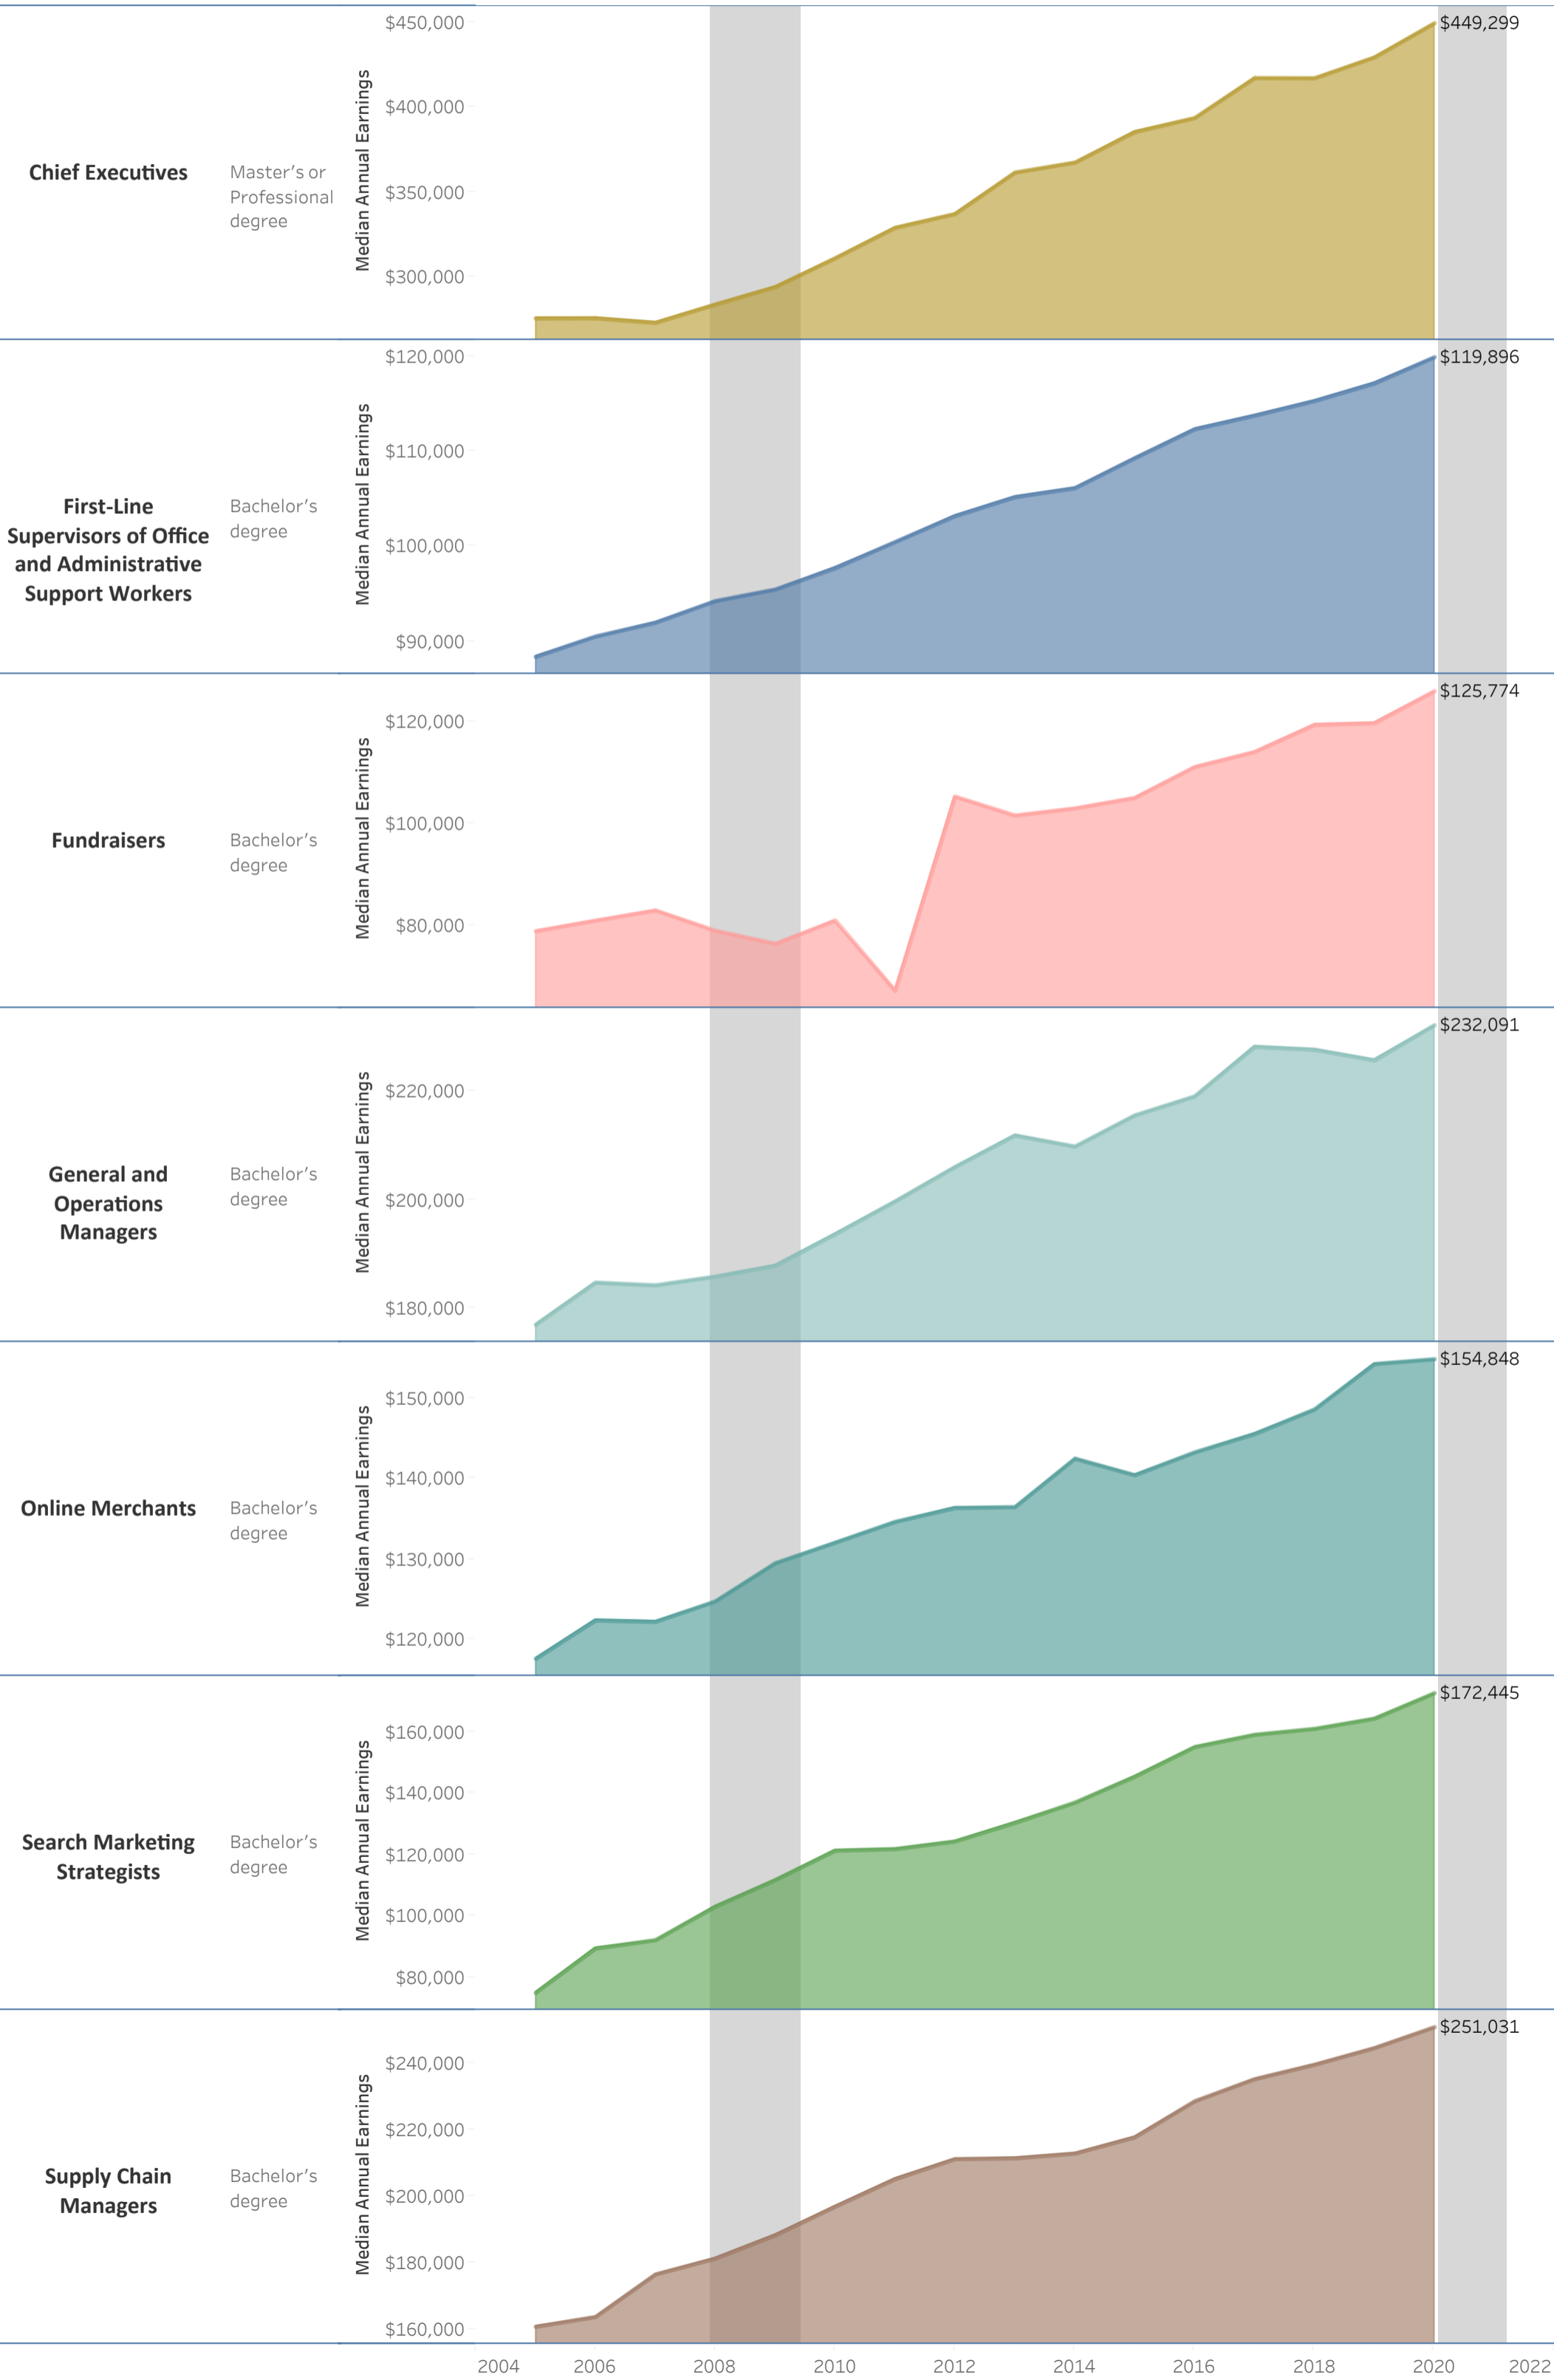 Chief Executives
Master's or
Professional
degree
Median Annual Earnings
$450,000
$400,000
$350,000
$300,000
$449,299
First-Line
Supervisors of Office
and Administrative
Support Workers
Bachelor's
degree
Median Annual Earnings
$120,000
$110,000
$100,000
$90,000
$119,896
Fundraisers
Bachelor's
degree
Median Annual Earnings
$120,000
$100,000
$80,000
$125,774
General and
Operations
Managers
Bachelor's
degree
Median Annual Earnings
$220,000
$200,000
$180,000
$232,091
Online Merchants
Bachelor's
degree
Median Annual Earnings
$150,000
$140,000
$130,000
$120,000
$154,848
Search Marketing
Strategists
Bachelor's
degree
Median Annual Earnings
$160,000
$140,000
$120,000
$100,000
$80,000
$172,445
Supply Chain
Managers
Bachelor's
degree
Median Annual Earnings
$240,000
$220,000
$200,000
$180,000
$160,000
$251,031
2004 2006 2008 2010 2012 2014 2016 2018 2020 2022